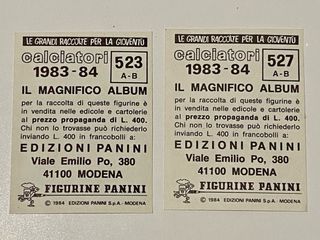 LE GRANDI RACCOLTE PER LA GIOVENTÙ
calciatori
1983-84
523
A-B
IL MAGNIFICO ALBUM
per la raccolta di queste figurine è
in vendita nelle edicole e cartolerie
al prezzo propaganda di L. 400.
Chi non lo trovasse può richiederlo
inviando L. 400 in francobolli a:
EDIZIONI PANINI
Viale Emilio Po, 380
41100 MODENA
FIGURINE PANINI
© 1984 EDIZIONI PANINI S.p.A. - MODENA
LE GRANDI RACCOLTE PER LA GIOVENTÙ
calciatori
1983-84
527
A-B
IL MAGNIFICO ALBUM
per la raccolta di queste figurine è
in vendita nelle edicole e cartolerie
al prezzo propaganda di L. 400.
Chi non lo trovasse può richiederlo
inviando L. 400 in francobolli a:
EDIZIONI PANINI
Viale Emilio Po, 380
41100 MODENA
FIGURINE PANINI
© 1984 EDIZIONI PANINI S.p.A. - MODENA